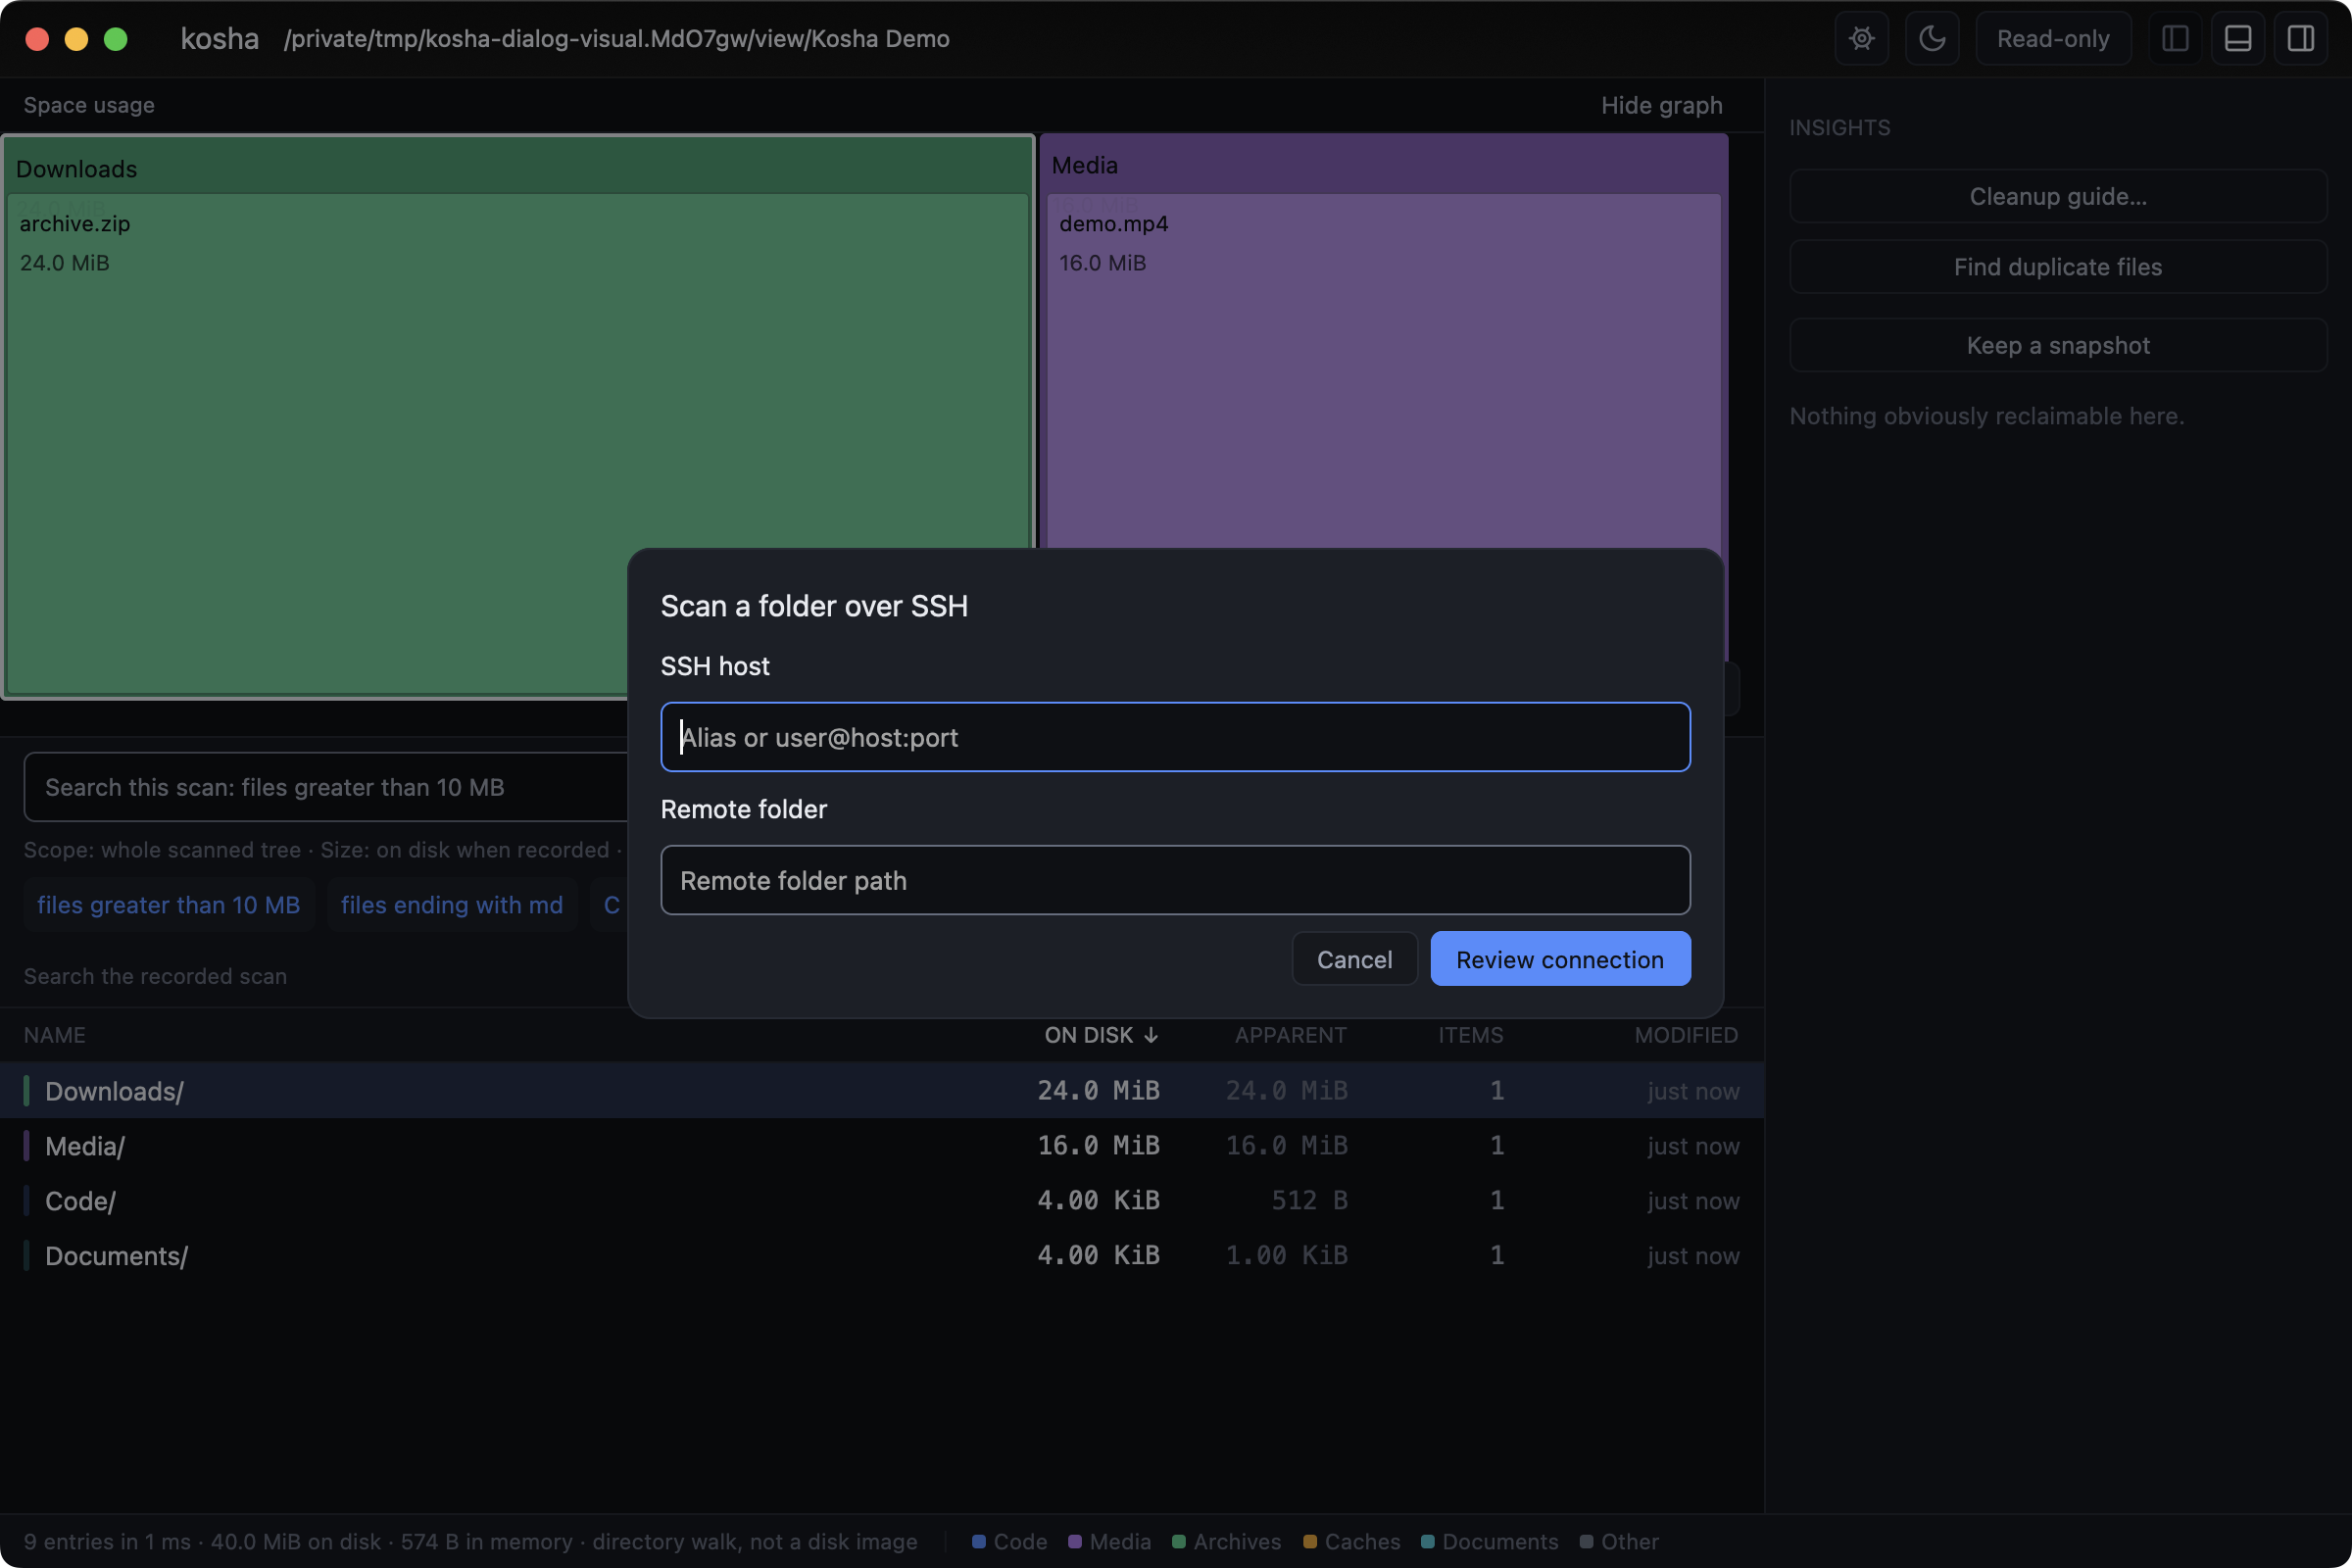 kosha /private/tmp/kosha-dialog-visual.MdO7gw/view/Kosha Demo
Read-only
Space usage
Hide graph
Downloads
archive.zip
24.0 MiB
Media
demo.mp4
16.0 MiB
INSIGHTS
Cleanup guide...
Find duplicate files
Keep a snapshot
Nothing obviously reclaimable here.
Scan a folder over SSH
SSH host
Alias or user@host:port
Remote folder
Remote folder path
Cancel
Review connection
Search this scan: files greater than 10 MB
Scope: whole scanned tree · Size: on disk when recorded ·
files greater than 10 MB
files ending with md
C
Search the recorded scan
NAME ON DISK ↓ APPARENT ITEMS MODIFIED
Downloads/ 24.0 MiB 24.0 MiB 1 just now
Media/ 16.0 MiB 16.0 MiB 1 just now
Code/ 4.00 KiB 512 B 1 just now
Documents/ 4.00 KiB 1.00 KiB 1 just now
9 entries in 1 ms · 40.0 MiB on disk · 574 B in memory · directory walk, not a disk image
Code Media Archives Caches Documents Other